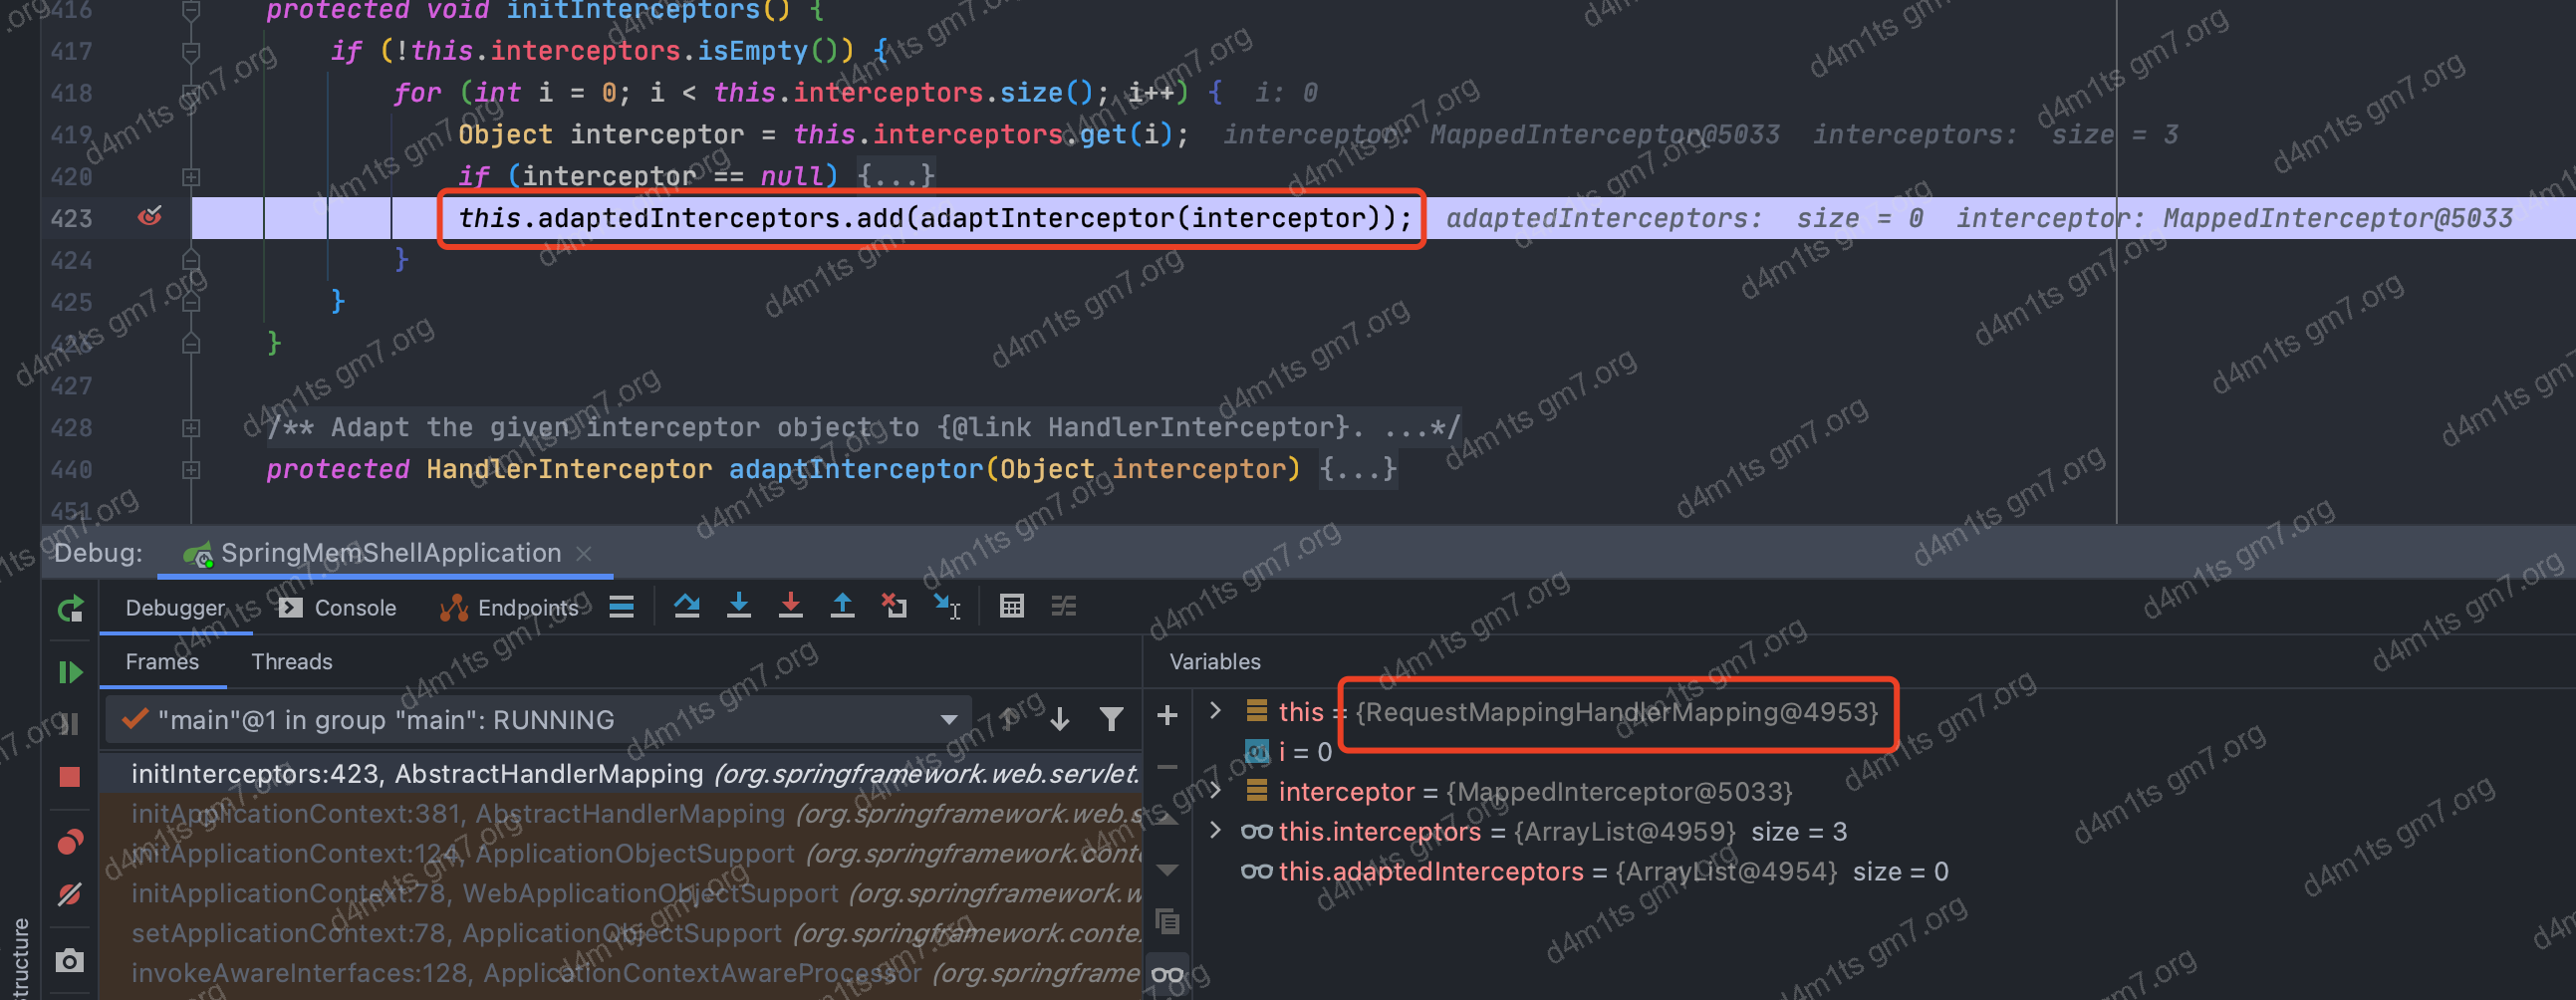 416 protected void initInterceptors() {
417 if (!this.interceptors.isEmpty()) {
418 for (int i = 0; i < this.interceptors.size(); i++) { i: 0
419 Object interceptor = this.interceptors.get(i); interceptor: MappedInterceptor@5033 interceptors: size = 3
420 if (interceptor == null) {...}
423 this.adaptedInterceptors.add(adaptInterceptor(interceptor)); adaptedInterceptors: size = 0 interceptor: MappedInterceptor@5033
424 }
425 }
426 }
427
428 /** Adapt the given interceptor object to {@link HandlerInterceptor}. ...*/
440 protected HandlerInterceptor adaptInterceptor(Object interceptor) {...}
451
Debug: SpringMemShellApplication
Debugger Console Endpoints
Frames Threads Variables
"main"@1 in group "main": RUNNING
initInterceptors:423, AbstractHandlerMapping (org.springframework.web.servlet.
initApplicationContext:381, AbstractHandlerMapping (org.springframework.web.s
initApplicationContext:124, ApplicationObjectSupport (org.springframework.conte
initApplicationContext:78, WebApplicationObjectSupport (org.springframework.w
setApplicationContext:78, ApplicationObjectSupport (org.springframework.contex
invokeAwareInterfaces:128, ApplicationContextAwareProcessor (org.springframe
this = {RequestMappingHandlerMapping@4953}
i = 0
interceptor = {MappedInterceptor@5033}
this.interceptors = {ArrayList@4959} size = 3
this.adaptedInterceptors = {ArrayList@4954} size = 0
tructure
d4m1ts gm7.org